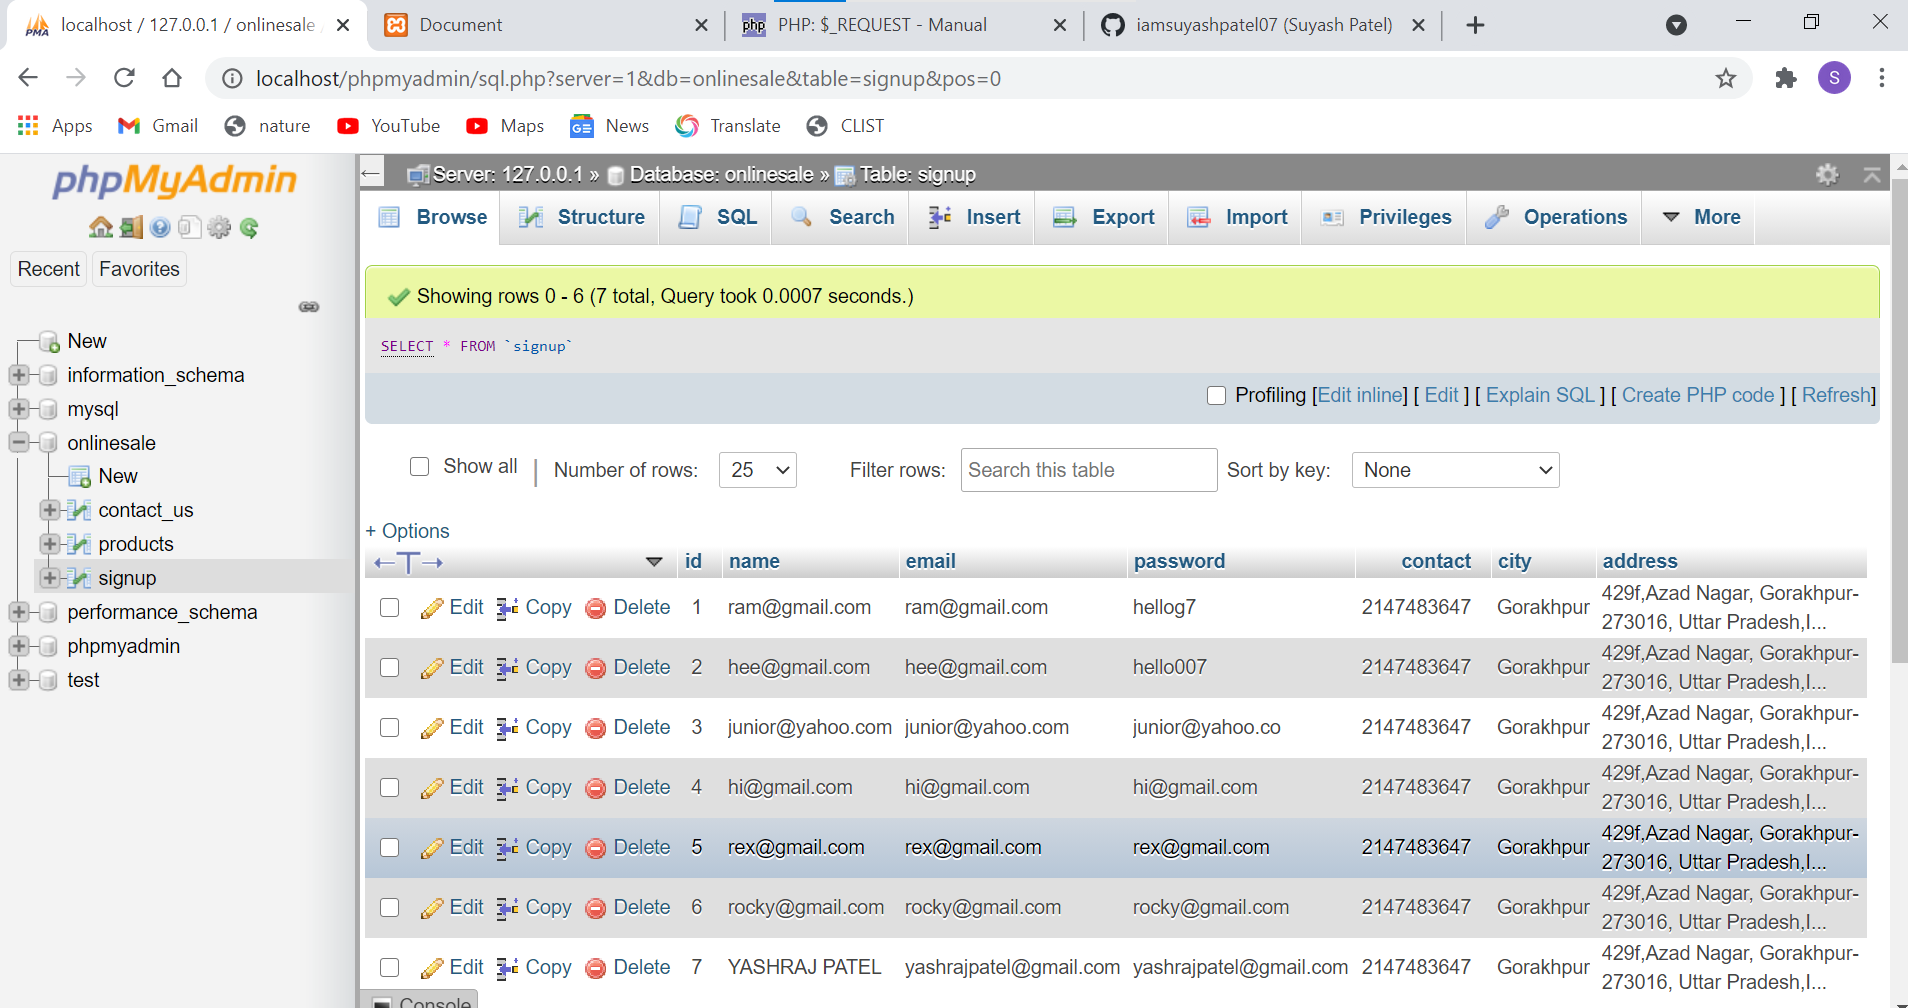 localhost / 127.0.0.1 / onlinesale /
Document
PHP: $_REQUEST - Manual
iamsuyashpatel07 (Suyash Patel)
localhost/phpmyadmin/sql.php?server=1&db=onlinesale&table=signup&pos=0
S
Apps
Gmail
nature
YouTube
Maps
News
Translate
CLIST
phpMyAdmin
Recent
Favorites
New
information_schema
mysql
onlinesale
New
contact_us
products
signup
performance_schema
phpmyadmin
test
Server: 127.0.0.1 » Database: onlinesale » Table: signup
Browse
Structure
SQL
Search
Insert
Export
Import
Privileges
Operations
More
Showing rows 0 - 6 (7 total, Query took 0.0007 seconds.)
SELECT * FROM `signup`
Profiling [Edit inline] [ Edit ] [ Explain SQL ] [ Create PHP code ] [ Refresh]
Show all | Number of rows: 25 Filter rows: Search this table Sort by key: None
+ Options
←T→ id name email password contact city address
Edit Copy Delete 1 ram@gmail.com ram@gmail.com hellog7 2147483647 Gorakhpur 429f,Azad Nagar, Gorakhpur-
273016, Uttar Pradesh,I...
Edit Copy Delete 2 hee@gmail.com hee@gmail.com hello007 2147483647 Gorakhpur 429f,Azad Nagar, Gorakhpur-
273016, Uttar Pradesh,I...
Edit Copy Delete 3 junior@yahoo.com junior@yahoo.com junior@yahoo.co 2147483647 Gorakhpur 429f,Azad Nagar, Gorakhpur-
273016, Uttar Pradesh,I...
Edit Copy Delete 4 hi@gmail.com hi@gmail.com hi@gmail.com 2147483647 Gorakhpur 429f,Azad Nagar, Gorakhpur-
273016, Uttar Pradesh,I...
Edit Copy Delete 5 rex@gmail.com rex@gmail.com rex@gmail.com 2147483647 Gorakhpur 429f,Azad Nagar, Gorakhpur-
273016, Uttar Pradesh,I...
Edit Copy Delete 6 rocky@gmail.com rocky@gmail.com rocky@gmail.com 2147483647 Gorakhpur 429f,Azad Nagar, Gorakhpur-
273016, Uttar Pradesh,I...
Edit Copy Delete 7 YASHRAJ PATEL yashrajpatel@gmail.com yashrajpatel@gmail.com 2147483647 Gorakhpur 429f,Azad Nagar, Gorakhpur-
273016, Uttar Pradesh,I...
Console